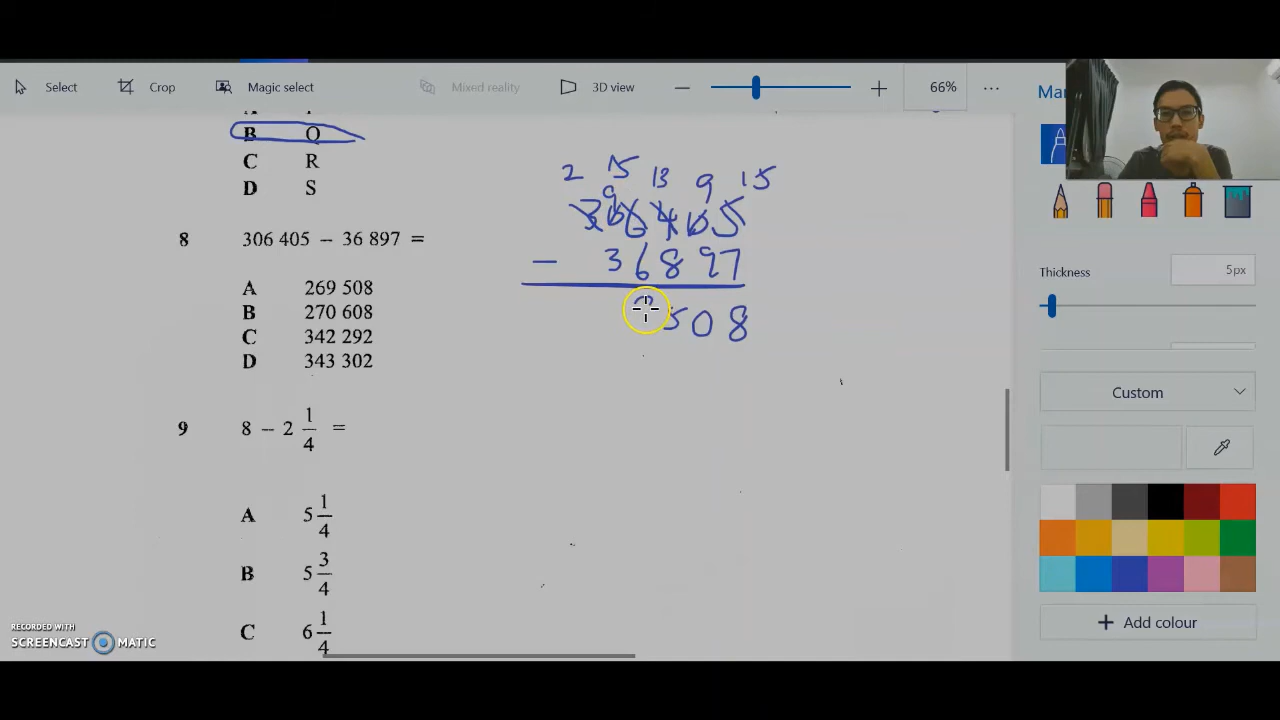 Select
Crop
Magic select
Mixed reality
3D view
66%
Mar
B Q
C R
D S
8 306 405 – 36 897 =
A 269 508
B 270 608
C 342 292
D 343 302
9 8 – 2 1/4 =
A 5 1/4
B 5 3/4
C 6 1/4
2 15 13 9 15
9
306405
– 36897
508
Thickness
5px
Custom
Add colour
RECORDED WITH
SCREENCAST MATIC